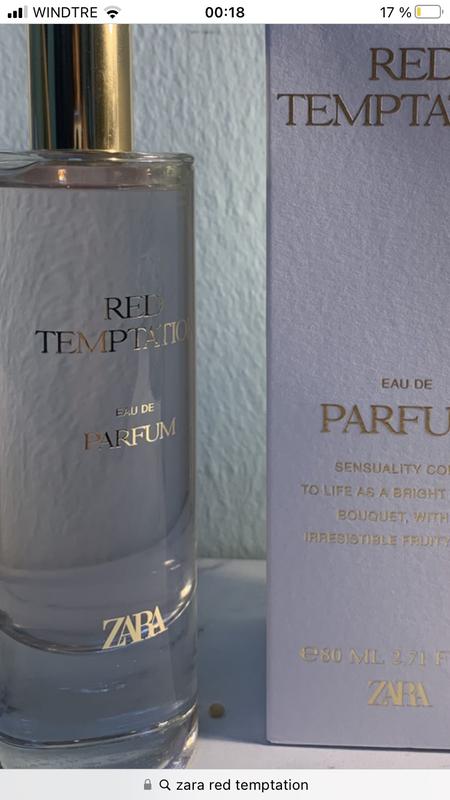 WINDTRE 00:18 17 %
RED
TEMPTATIO
EAU DE
PARFUM
ZARA
RED
TEMPTA
EAU DE
PARFU
SENSUALITY CO
TO LIFE AS A BRIGHT
BOUQUET, WITH
IRRESISTIBLE FRUITY
℮80 ML 2.71 F
ZARA
zara red temptation